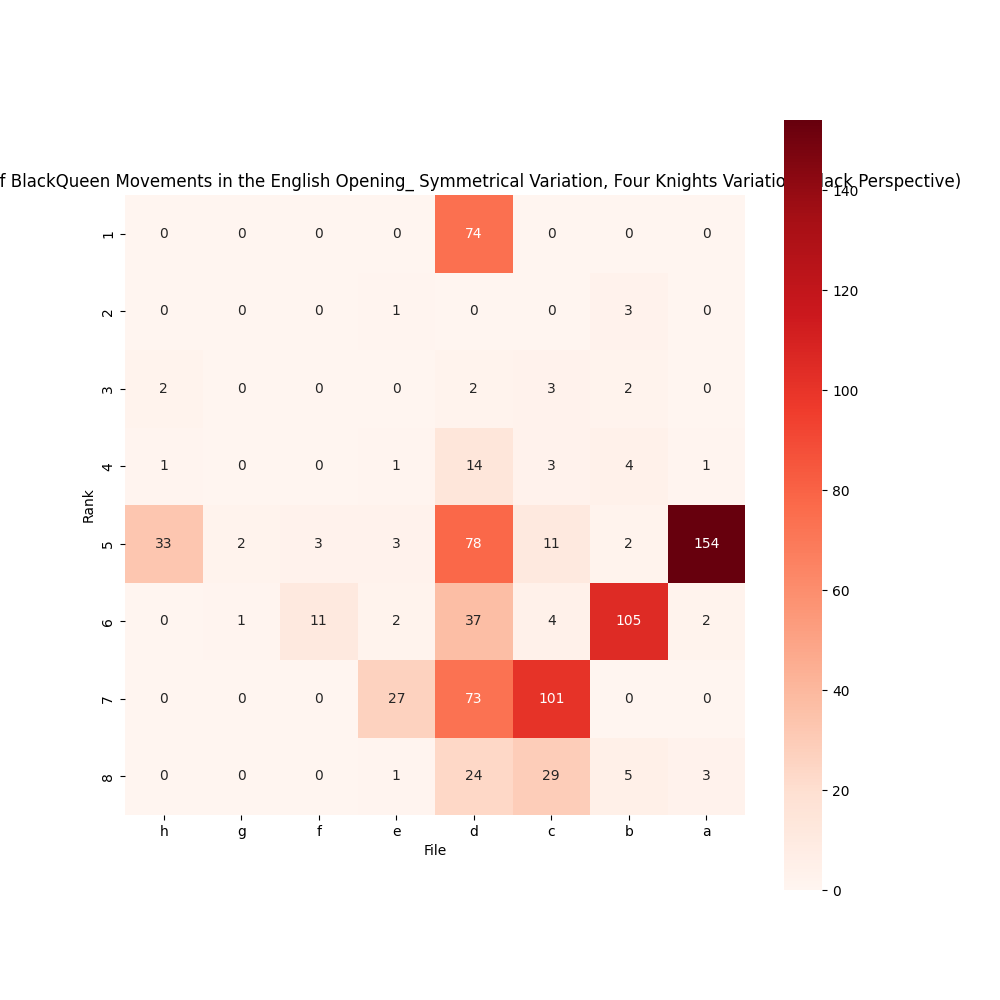 f BlackQueen Movements in the English Opening_ Symmetrical Variation, Four Knights Variatio ack Perspective)
1 0 0 0 0 74 0 0 0
2 0 0 0 1 0 0 3 0
3 2 0 0 0 2 3 2 0
4 1 0 0 1 14 3 4 1
5 33 2 3 3 78 11 2 154
6 0 1 11 2 37 4 105 2
7 0 0 0 27 73 101 0 0
8 0 0 0 1 24 29 5 3
h g f e d c b a
File
Rank
140
120
100
80
60
40
20
0